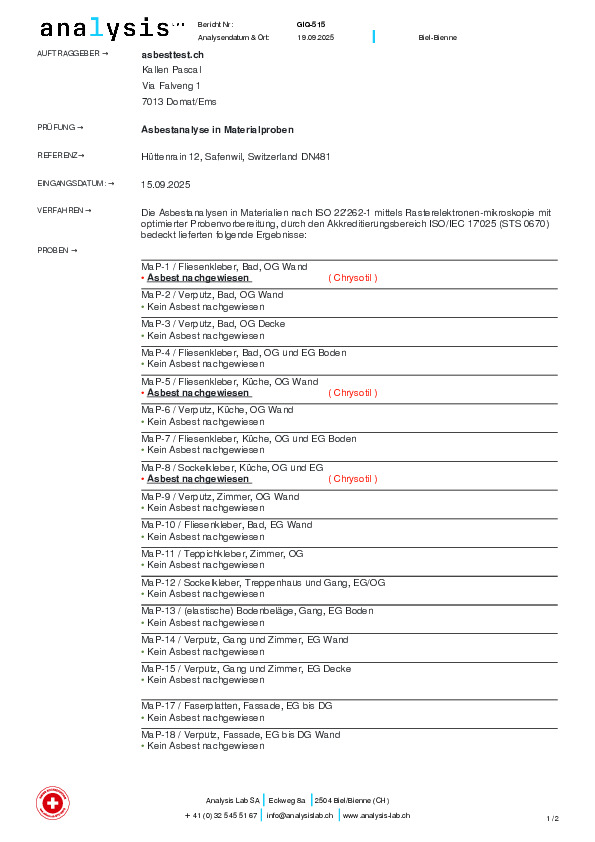 analysis
Bericht Nr: GIQ-515
Analysendatum & Ort: 19.09.2025 Biel-Bienne
AUFTRAGGEBER → asbesttest.ch
Kallen Pascal
Via Falveng 1
7013 Domat/Ems
PRÜFUNG → Asbestanalyse in Materialproben
REFERENZ→ Hüttenrain 12, Safenwil, Switzerland DN481
EINGANGSDATUM: → 15.09.2025
VERFAHREN → Die Asbestanalysen in Materialien nach ISO 22'262-1 mittels Rasterelektronen-mikroskopie mit
optimierter Probenvorbereitung, durch den Akkreditierungsbereich ISO/IEC 17025 (STS 0670)
bedeckt lieferten folgende Ergebnisse:
PROBEN →
MaP-1 / Fliesenkleber, Bad, OG Wand
• Asbest nachgewiesen ( Chrysotil )
MaP-2 / Verputz, Bad, OG Wand
• Kein Asbest nachgewiesen
MaP-3 / Verputz, Bad, OG Decke
• Kein Asbest nachgewiesen
MaP-4 / Fliesenkleber, Bad, OG und EG Boden
• Kein Asbest nachgewiesen
MaP-5 / Fliesenkleber, Küche, OG Wand
• Asbest nachgewiesen ( Chrysotil )
MaP-6 / Verputz, Küche, OG Wand
• Kein Asbest nachgewiesen
MaP-7 / Fliesenkleber, Küche, OG und EG Boden
• Kein Asbest nachgewiesen
MaP-8 / Sockelkleber, Küche, OG und EG
• Asbest nachgewiesen ( Chrysotil )
MaP-9 / Verputz, Zimmer, OG Wand
• Kein Asbest nachgewiesen
MaP-10 / Fliesenkleber, Bad, EG Wand
• Kein Asbest nachgewiesen
MaP-11 / Teppichkleber, Zimmer, OG
• Kein Asbest nachgewiesen
MaP-12 / Sockelkleber, Treppenhaus und Gang, EG/OG
• Kein Asbest nachgewiesen
MaP-13 / (elastische) Bodenbeläge, Gang, EG Boden
• Kein Asbest nachgewiesen
MaP-14 / Verputz, Gang und Zimmer, EG Wand
• Kein Asbest nachgewiesen
MaP-15 / Verputz, Gang und Zimmer, EG Decke
• Kein Asbest nachgewiesen
MaP-17 / Faserplatten, Fassade, EG bis DG
• Kein Asbest nachgewiesen
MaP-18 / Verputz, Fassade, EG bis DG Wand
• Kein Asbest nachgewiesen
Analysis Lab SA | Eckweg 8a | 2504 Biel/Bienne (CH)
+ 41 (0) 32 545 51 67 | info@analysislab.ch | www.analysis-lab.ch
1 / 2